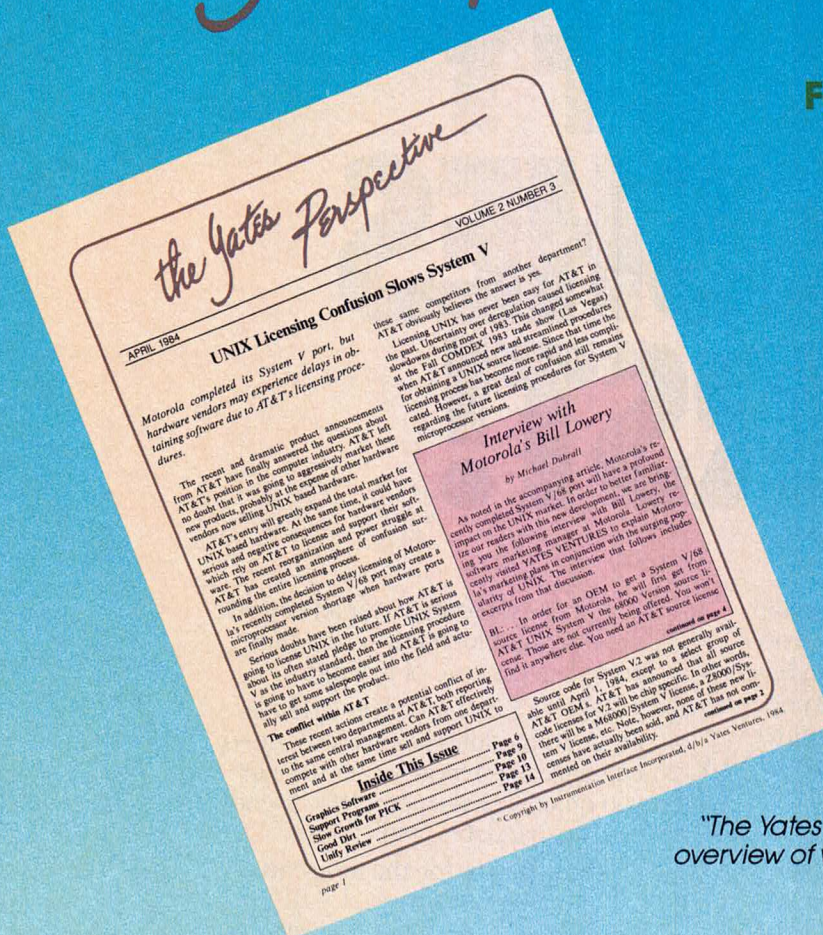 F
the Yates Perspective
APRIL 1984
VOLUME 2 NUMBER 3
UNIX Licensing Confusion Slows System V
Motorola completed its System V port, but
hardware vendors may experience delays in ob-
taining software due to AT&T's licensing proce-
dures.
The recent and dramatic product announcements
from AT&T have finally answered the questions about
AT&T's position in the computer industry. AT&T left
no doubt that it was going to aggressively market these
new products, probably at the expense of other hardware
vendors now selling UNIX based hardware.
AT&T's entry will greatly expand the total market for
UNIX based hardware. At the same time, it could have
serious and negative consequences for hardware vendors
which rely on AT&T to license and support their soft-
ware. The recent reorganization and power struggle at
AT&T has created an atmosphere of confusion sur-
rounding the entire licensing process.
In addition, the decision to delay licensing of Motoro-
la's recently completed System V/68 port may create a
microprocessor version shortage when hardware ports
are finally made.
Serious doubts have been raised about how AT&T is
going to license UNIX in the future. If AT&T is serious
about its often stated pledge to promote UNIX System
V as the industry standard, then the licensing procedure
is going to have to become easier and AT&T is going to
have to get some salespeople out into the field and actu-
ally sell and support the product.
The conflict within AT&T
These recent actions create a potential conflict of in-
terest between two departments at AT&T, both reporting
to the same central management. Can AT&T effectively
compete with other hardware vendors from one depart-
ment and at the same time sell and support UNIX to
Inside This Issue
Graphics Software ... Page 6
Support Programs ... Page 9
Slow Growth for PICK ... Page 10
Good Dirt ... Page 13
Unify Review ... Page 14
these same competitors from another department?
AT&T obviously believes the answer is yes.
Licensing UNIX has never been easy for AT&T in
the past. Uncertainty over deregulation caused licensing
slowdowns during most of 1983. This changed somewhat
at the Fall COMDEX 1983 trade show (Las Vegas)
when AT&T announced new and streamlined procedures
for obtaining a UNIX source license. Since that time the
licensing process has become more rapid and less compli-
cated. However, a great deal of confusion still remains
regarding the future licensing procedures for System V
microprocessor versions.
Interview with
Motorola's Bill Lowery
by Michael Dubrall
As noted in the accompanying article, Motorola's re-
cently completed System V/68 port will have a profound
impact on the UNIX market. In order to better familiar-
ize our readers with this new development, we are bring-
ing you the following interview with Bill Lowery, the
software marketing manager at Motorola. Lowery re-
cently visited YATES VENTURES to explain Motoro-
la's marketing plans in conjunction with the surging pop-
ularity of UNIX. The interview that follows includes
excerpts from that discussion.
BL: . . In order for an OEM to get a System V/68
source license from Motorola, he will first get from
AT&T UNIX System V the 68000 Version source li-
cense. Those are not currently being offered. You won't
find it anywhere else. You need an AT&T source license
continued on page 4
Source code for System V.2 was not generally avail-
able until April 1, 1984, except to a select group of
AT&T OEMs. AT&T has announced that all source
code licenses for V.2 will be chip specific. In other words,
there will be a M68000/System V license, a Z8000/Sys-
tem V license, etc. Note, however, none of these new li-
censes have actually been sold, and AT&T has not com-
mented on their availability.
continued on page 2
© Copyright by Instrumentation Interface Incorporated, d/b/a Yates Ventures, 1984
page 1
"The Yates
overview of